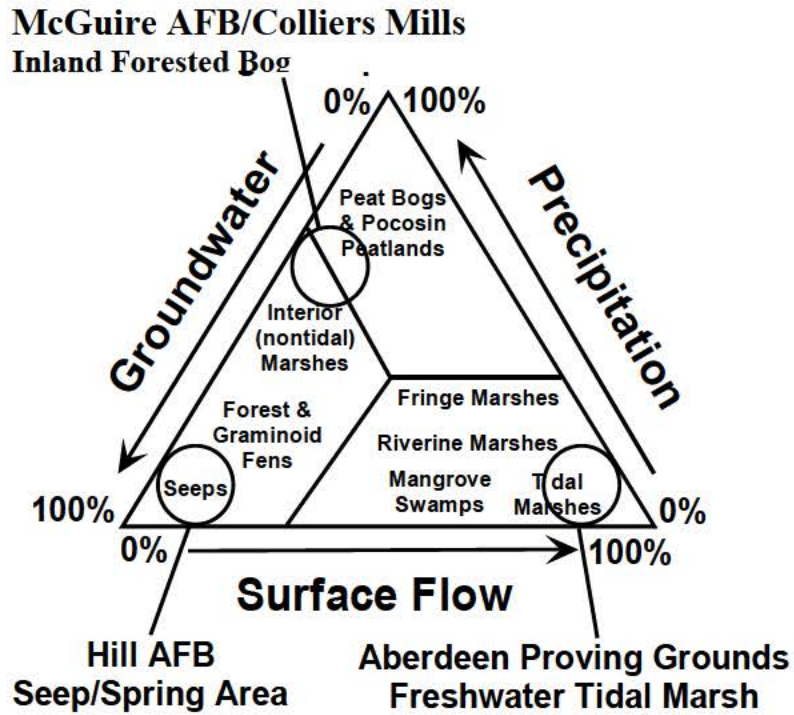 McGuire AFB/Colliers Mills
Inland Forested Bog
0% 100%
Groundwater
Precipitation
Peat Bogs
& Pocosin
Peatlands
Interior
(nontidal)
Marshes
Fringe Marshes
Forest &
Graminoid
Fens
Riverine Marshes
Mangrove
Swamps
Tidal
Marshes
Seeps
100%
0%
0%
100%
Surface Flow
Hill AFB
Seep/Spring Area
Aberdeen Proving Grounds
Freshwater Tidal Marsh